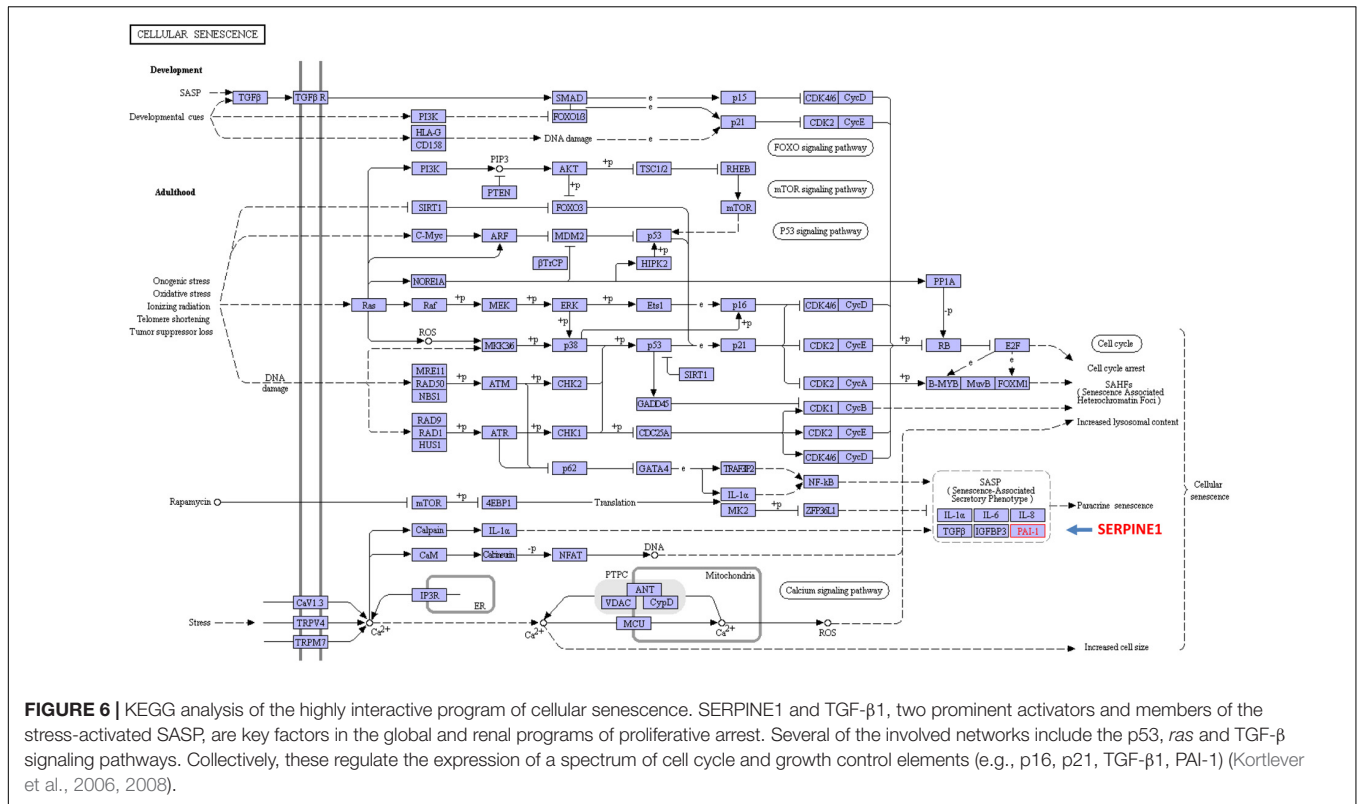 CELLULAR SENESCENCE
Development
SASP
TGFβ
TGFβ R
SMAD
e
p15
CDK4/6 CycD
Developmental cues
PI3K
FOXO1/3
e
p21
CDK2 CycE
HLA-G
CD158
DNA damage
e
FOXO signaling pathway
PI3K
PIP3
AKT
+p
TSC1/2
RHEB
PTEN
+p
mTOR signaling pathway
Adulthood
SIRT1
FOXO3
mTOR
C-Myc
ARF
MDM2
p53
P53 signaling pathway
+p
βTrCP
HIPK2
NORE1A
PP1A
Onogenic stress
Oxidative stress
Ionizing radiation
Telomere shortening
Tumor suppressor loss
Ras
Raf
+p
MEK
+p
ERK
+p
Ets1
e
p16
CDK4/6 CycD
-p
+p
+p
ROS
MKK3/6
+p
p38
+p
p53
e
p21
CDK2 CycE
+p
RB
E2F
Cell cycle
e
e
Cell cycle arrest
SIRT1
DNA
damage
MRE11
RAD50
NBS1
+p
ATM
+p
CHK2
CDK2 CycA
+p
B-MYB MuvB FOXM1
SAHFs
( Senescence Associated
Heterochromatin Foci )
GADD45
CDK1 CycB
Increased lysosomal content
RAD9
RAD1
HUS1
+p
ATR
+p
CHK1
+p
CDC25A
CDK2 CycE
CDK4/6 CycD
p62
GATA4
e
TRAF3IP2
NF-kB
IL-1α
SASP
( Senescence-Associated
Secretory Phenotype )
Cellular
senescence
Rapamycin
mTOR
+p
4EBP1
Translation
MK2
+p
ZFP36L1
Paracrine senescence
IL-1α IL-6 IL-8
TGFβ IGFBP3 PAI-1
SERPINE1
Calpain
IL-1α
CaM
Calcineurin
-p
NFAT
DNA
PTPC
Mitochondria
ANT
VDAC CypD
Calcium signaling pathway
IP3R
ER
CaV1.3
Stress
TRPV4
Ca2+
Ca2+
MCU
Ca2+
ROS
TRPM7
Increased cell size
FIGURE 6 | KEGG analysis of the highly interactive program of cellular senescence. SERPINE1 and TGF-β1, two prominent activators and members of the
stress-activated SASP, are key factors in the global and renal programs of proliferative arrest. Several of the involved networks include the p53, ras and TGF-β
signaling pathways. Collectively, these regulate the expression of a spectrum of cell cycle and growth control elements (e.g., p16, p21, TGF-β1, PAI-1) (Kortlever
et al., 2006, 2008).